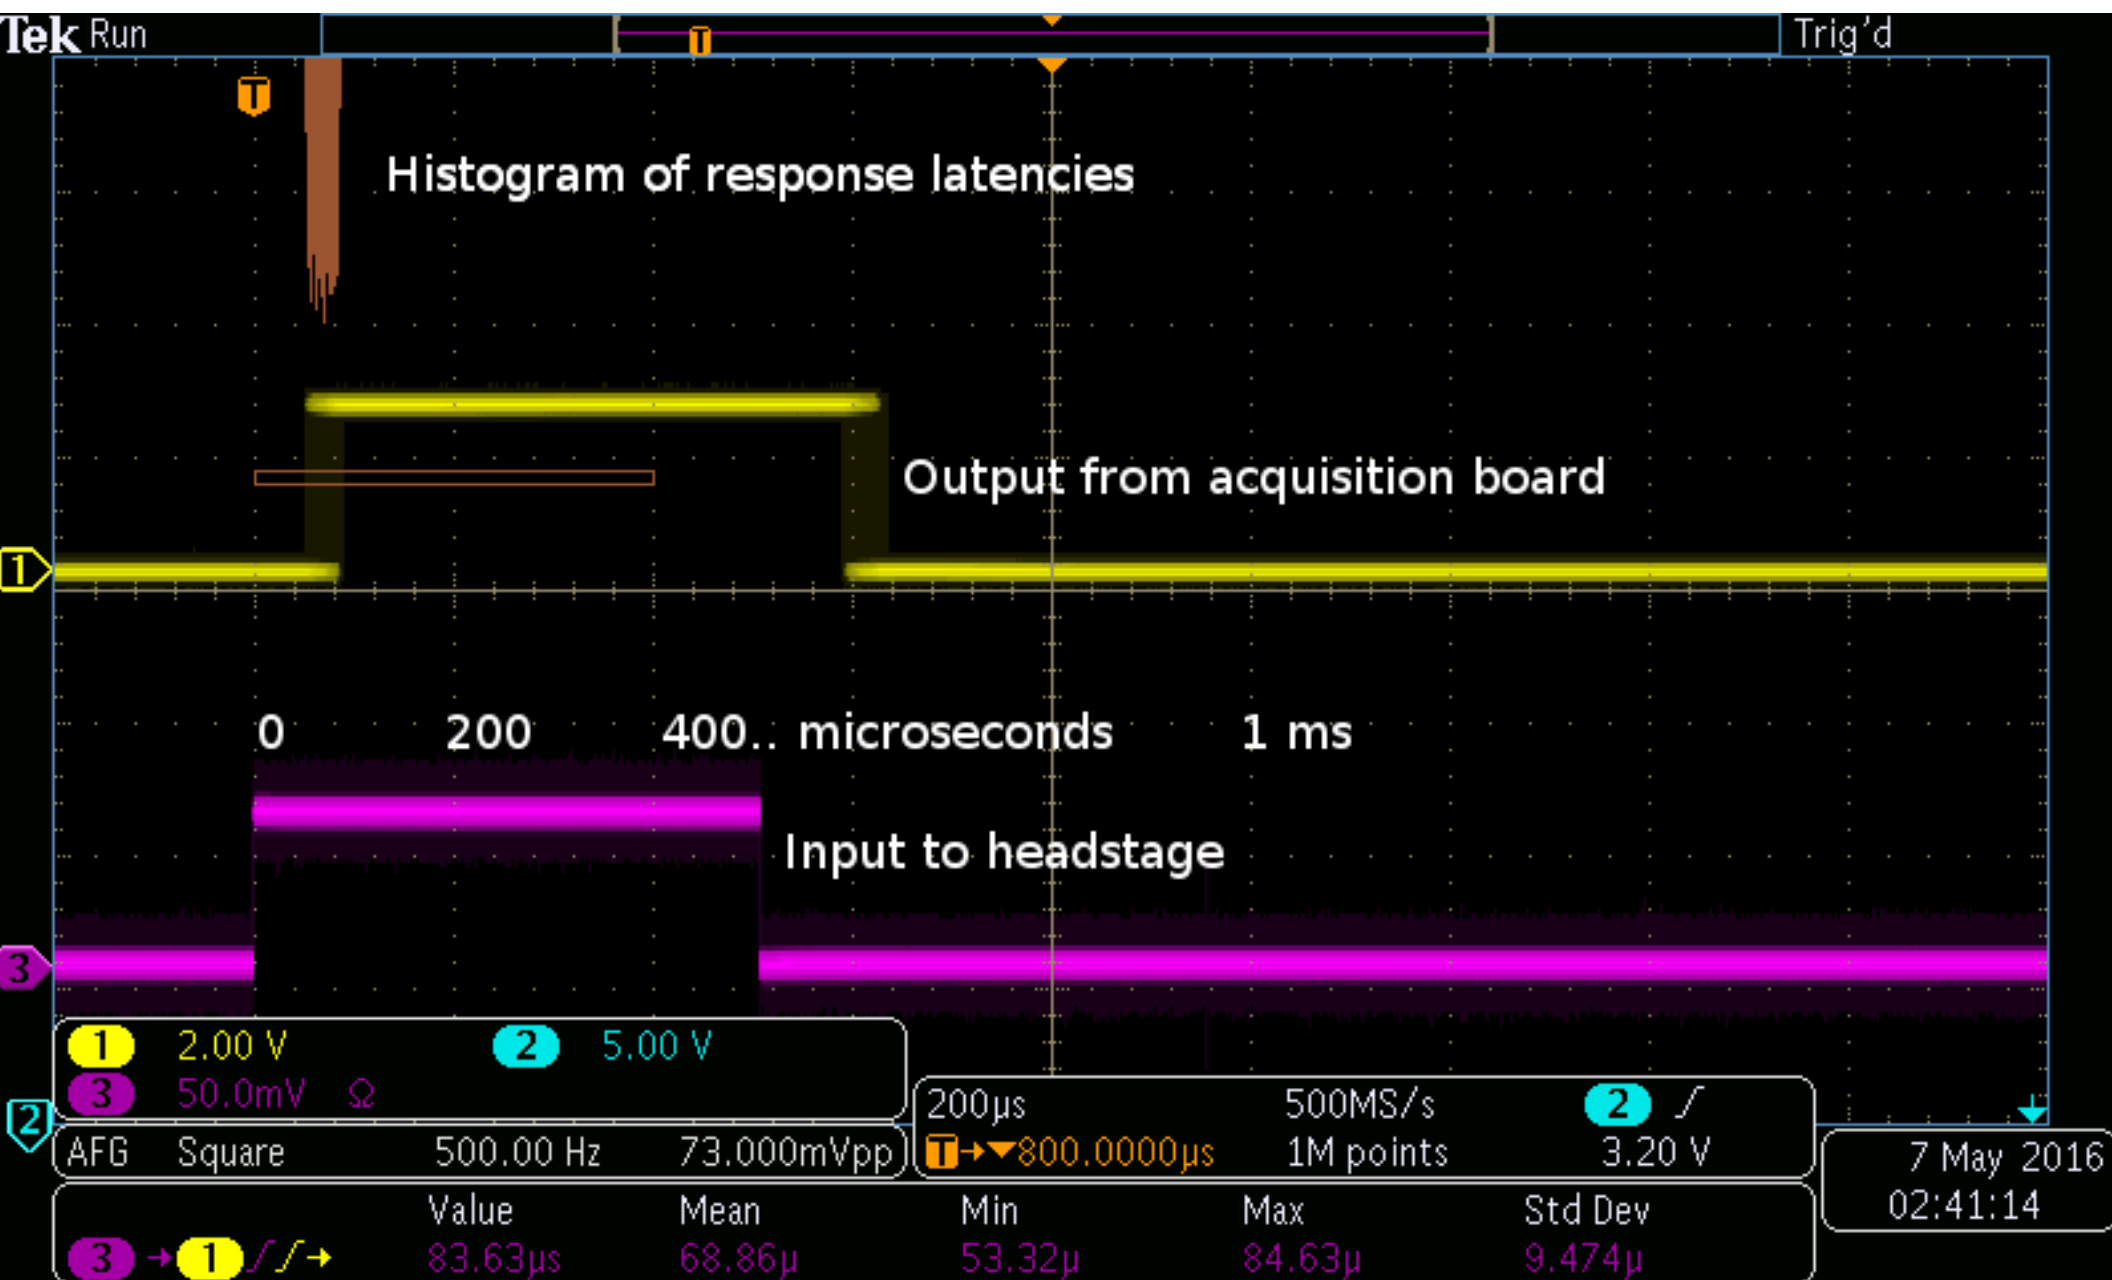 Tek Run Trig'd
T
T
Histogram of response latencies
Output from acquisition board
1
0 200 400.. microseconds 1 ms
Input to headstage
3
1 2.00 V 2 5.00 V
3 50.0mV Ω
2
200µs 500MS/s 2
T→▼800.0000µs 1M points 3.20 V
AFG Square 500.00 Hz 73.000mVpp
7 May 2016
02:41:14
Value Mean Min Max Std Dev
3 → 1 83.63µs 68.86µ 53.32µ 84.63µ 9.474µ